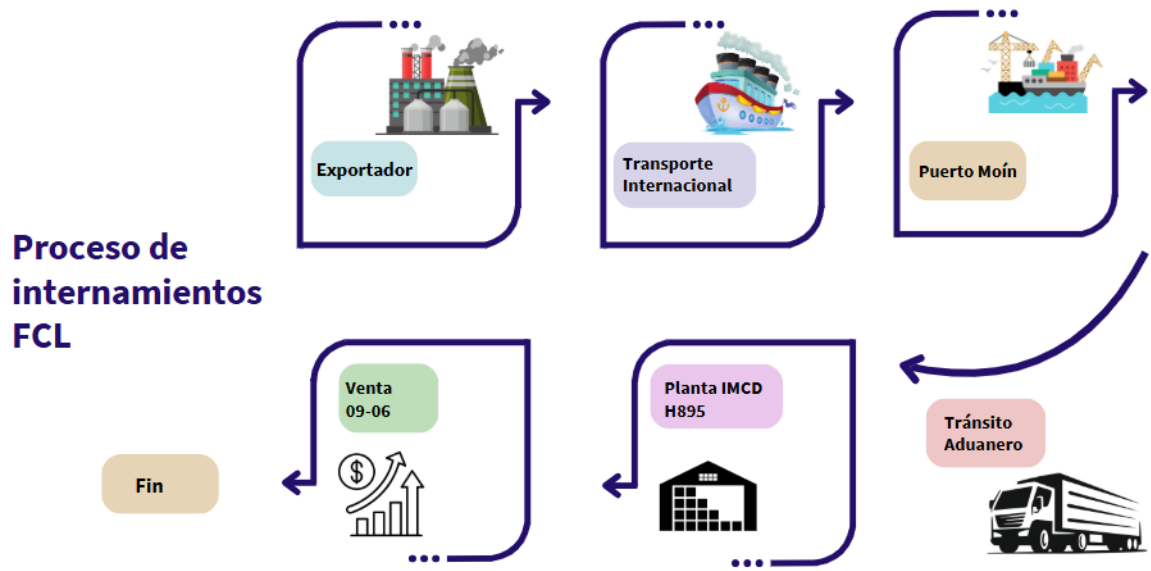 Proceso de
internamientos
FCL
Exportador
Transporte
Internacional
Puerto Moín
Tránsito
Aduanero
Planta IMCD
H895
Venta
09-06
$
Fin